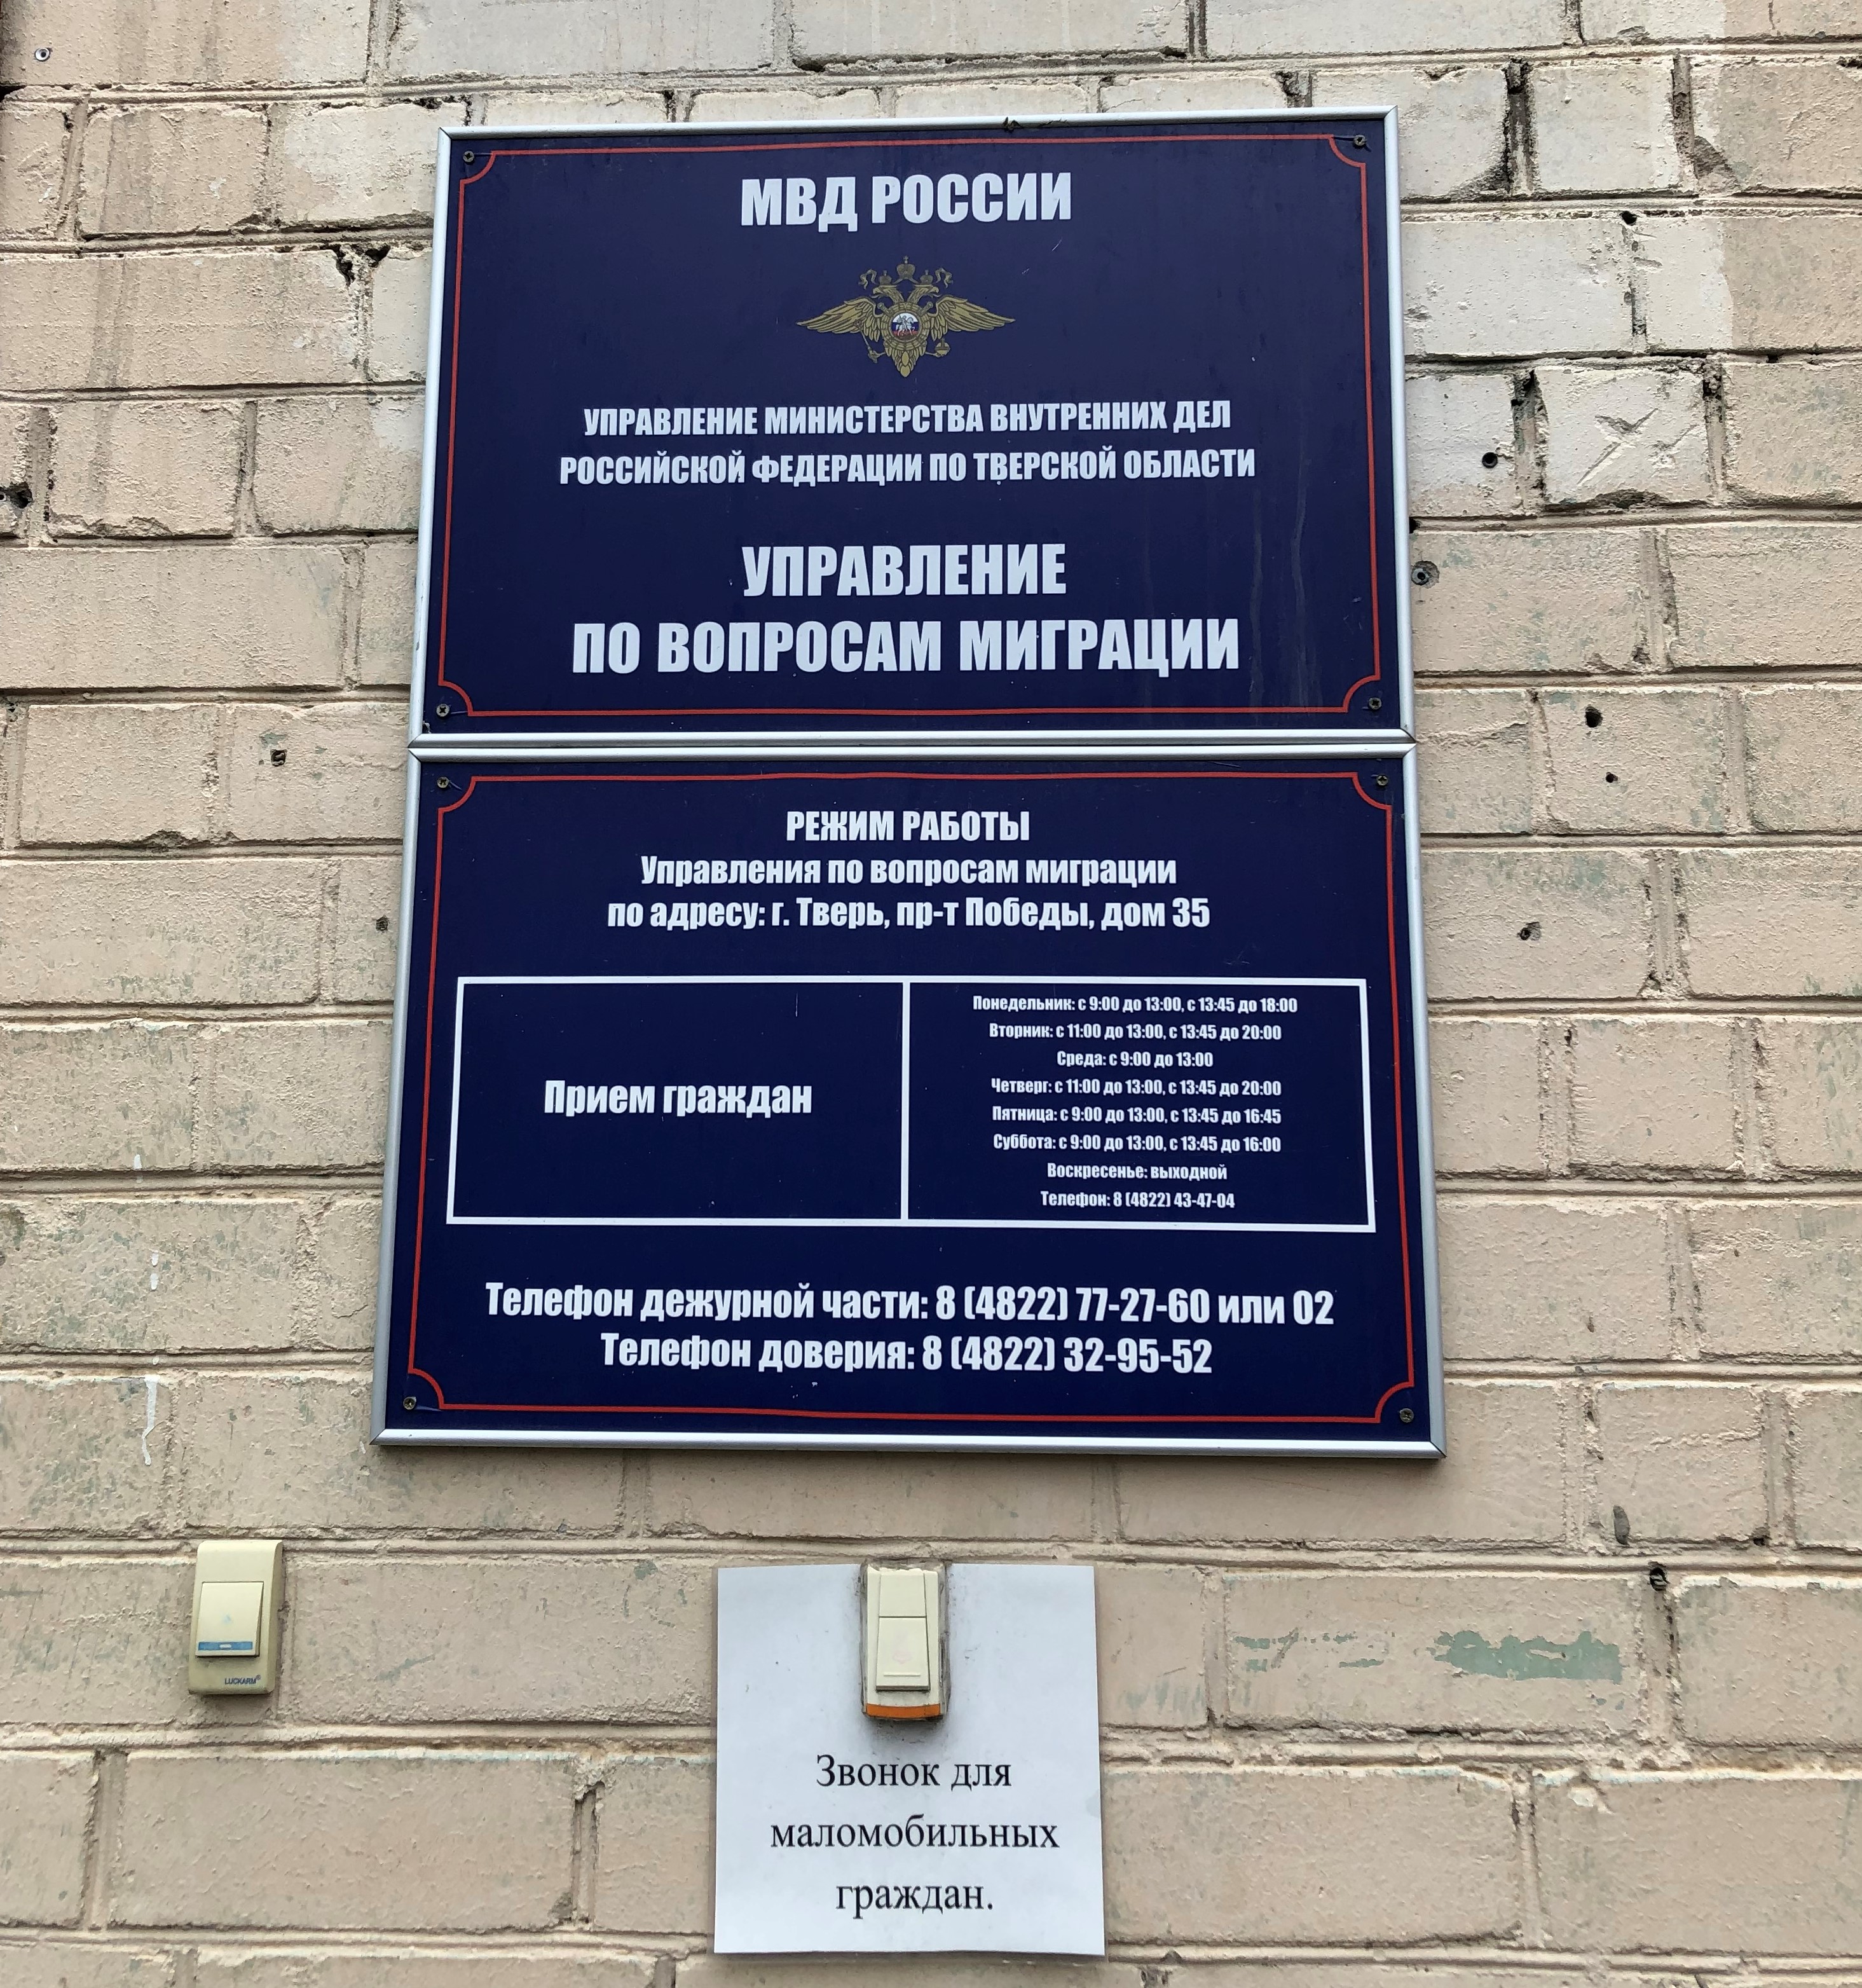 МВД РОССИИ
УПРАВЛЕНИЕ МИНИСТЕРСТВА ВНУТРЕННИХ ДЕЛ
РОССИЙСКОЙ ФЕДЕРАЦИИ ПО ТВЕРСКОЙ ОБЛАСТИ
УПРАВЛЕНИЕ
ПО ВОПРОСАМ МИГРАЦИИ
РЕЖИМ РАБОТЫ
Управления по вопросам миграции
по адресу: г. Тверь, пр-т Победы, дом 35
Прием граждан
Понедельник: с 9:00 до 13:00, с 13:45 до 18:00
Вторник: с 11:00 до 13:00, с 13:45 до 20:00
Среда: с 9:00 до 13:00
Четверг: с 11:00 до 13:00, с 13:45 до 20:00
Пятница: с 9:00 до 13:00, с 13:45 до 16:45
Суббота: с 9:00 до 13:00, с 13:45 до 16:00
Воскресенье: выходной
Телефон: 8 (4822) 43-47-04
Телефон дежурной части: 8 (4822) 77-27-60 или 02
Телефон доверия: 8 (4822) 32-95-52
LUCKARM®
Звонок для
маломобильных
граждан.